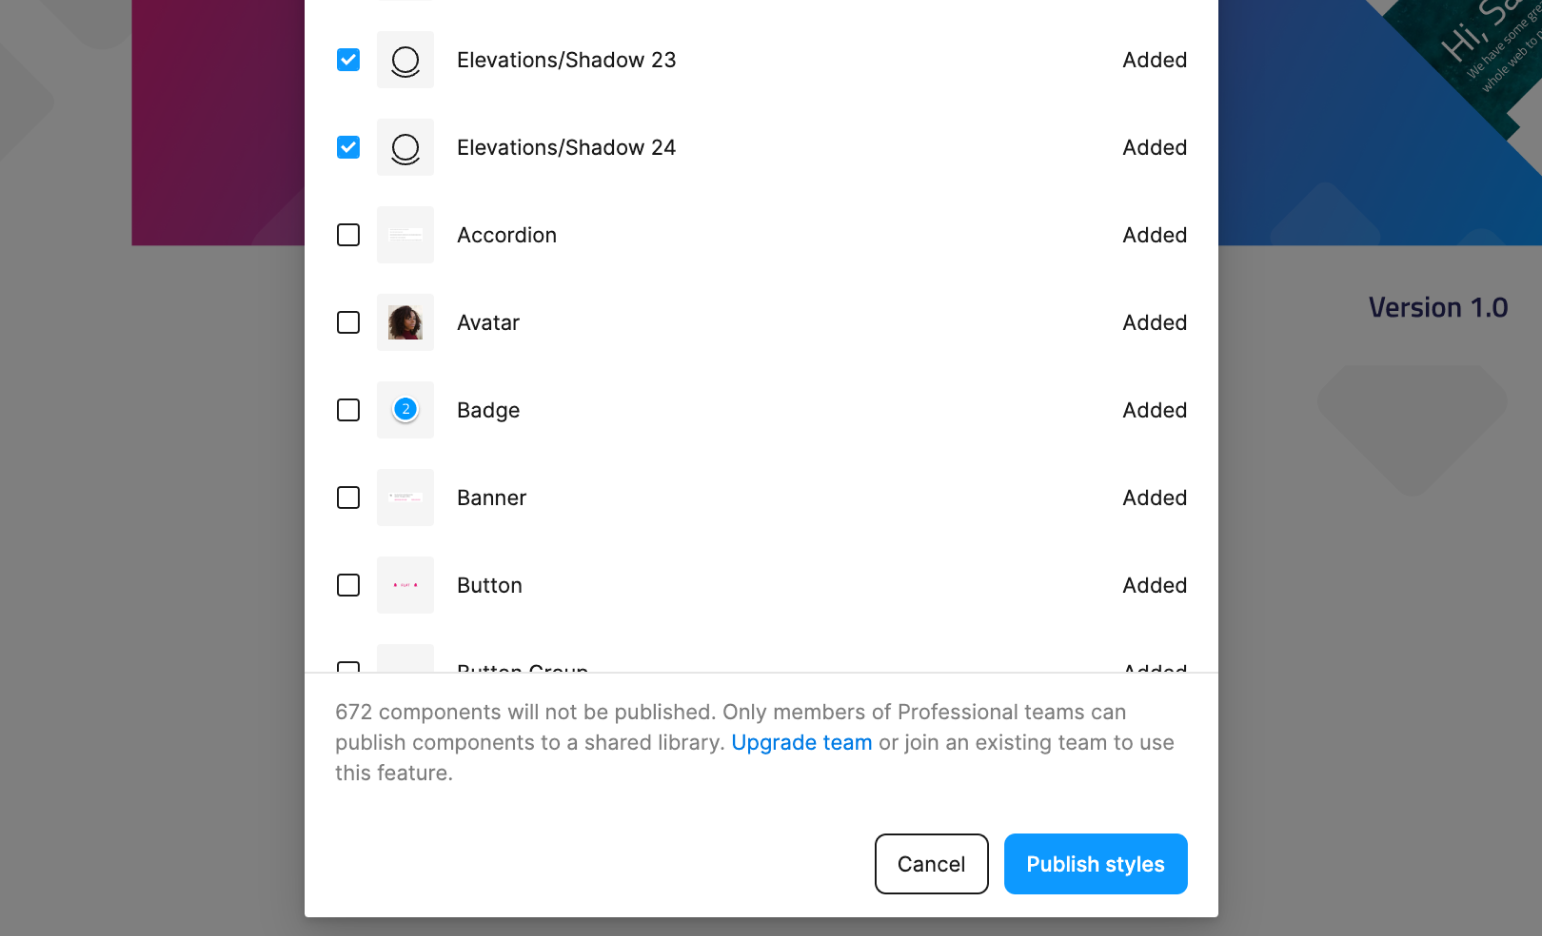 Hi, Sa
We have some gre
whole web to p
Elevations/Shadow 23 Added
Elevations/Shadow 24 Added
Accordion Added
Avatar Added
2 Badge Added
Banner Added
Button Added
Button Group Added
Version 1.0
672 components will not be published. Only members of Professional teams can
publish components to a shared library. Upgrade team or join an existing team to use
this feature.
Cancel Publish styles